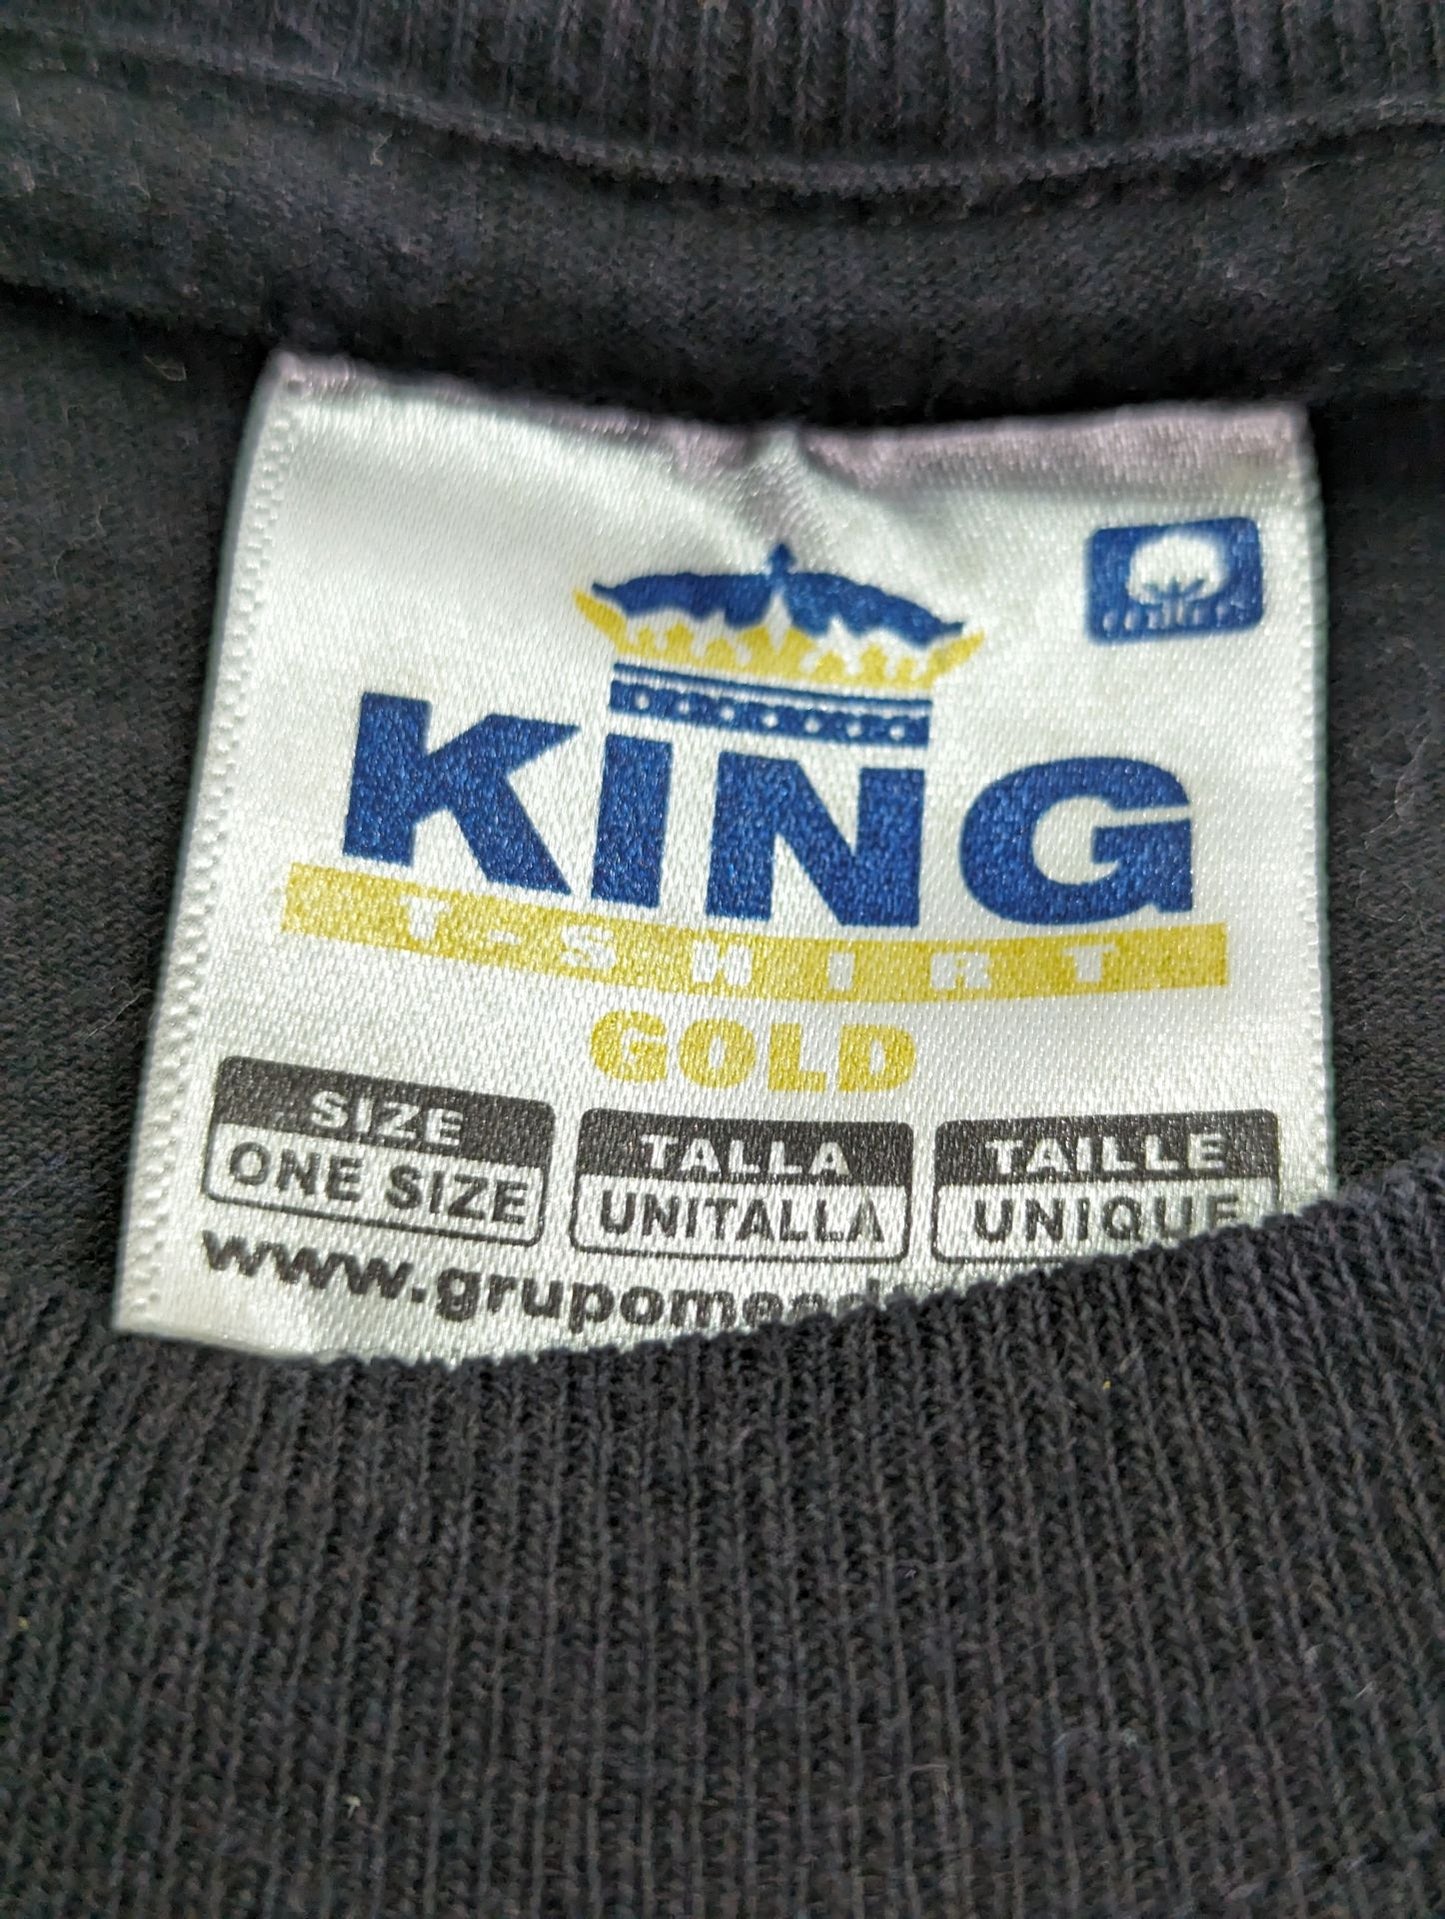 KING
T-SHIRT
GOLD
SIZE TALLA TAILLE
ONE SIZE UNITALLA UNIQUE